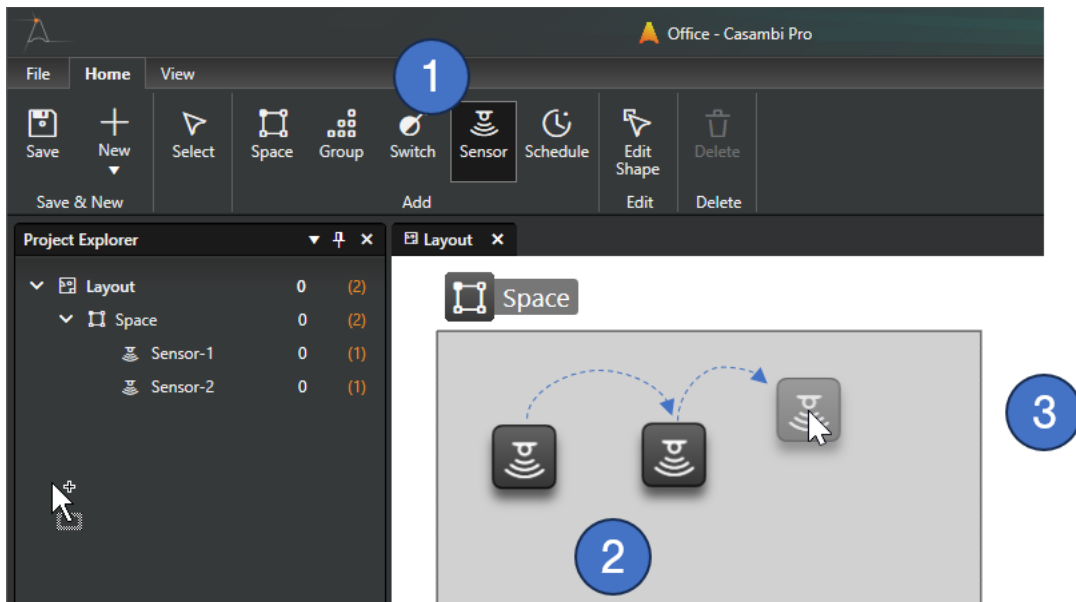 Office - Casambi Pro
File Home View
1
Save New Select Space Group Switch Sensor Schedule Edit Shape Delete
Save & New Add Edit Delete
Project Explorer
Layout
Layout 0 (2)
Space 0 (2)
Sensor-1 0 (1)
Sensor-2 0 (1)
Space
3
2